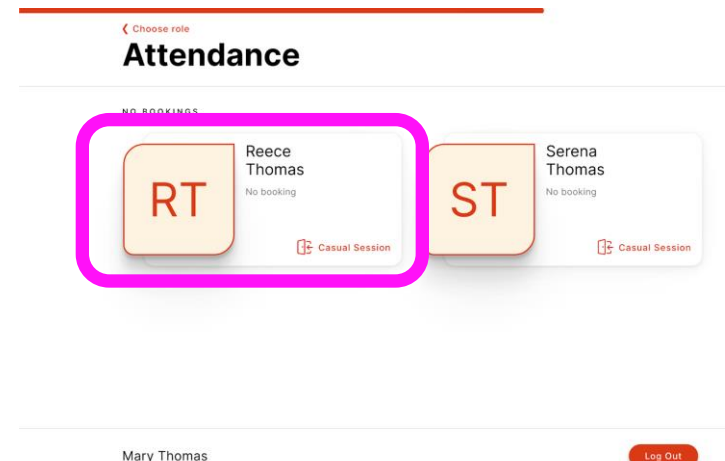 ❮ Choose role
Attendance
NO BOOKINGS
RT
Reece
Thomas
No booking
Casual Session
ST
Serena
Thomas
No booking
Casual Session
Mary Thomas
Log Out